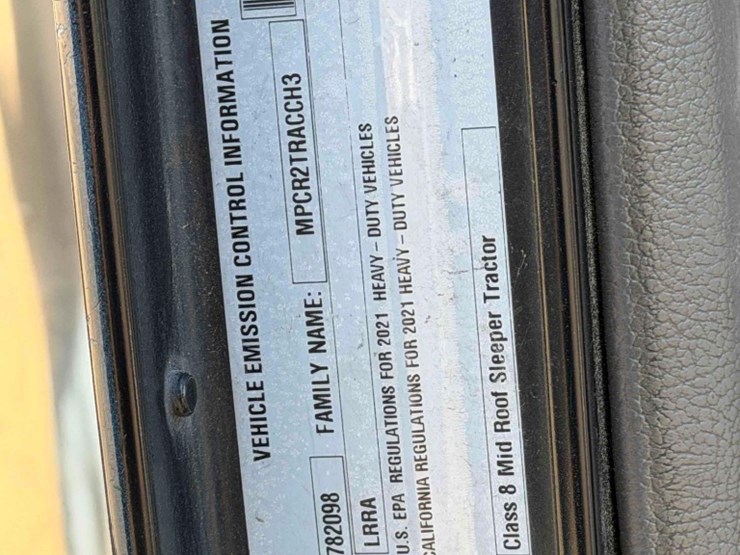 VEHICLE EMISSION CONTROL INFORMATION
782098 FAMILY NAME: MPCR2TRACCH3
LRRA
U.S. EPA REGULATIONS FOR 2021 HEAVY - DUTY VEHICLES
CALIFORNIA REGULATIONS FOR 2021 HEAVY - DUTY VEHICLES
Class 8 Mid Roof Sleeper Tractor